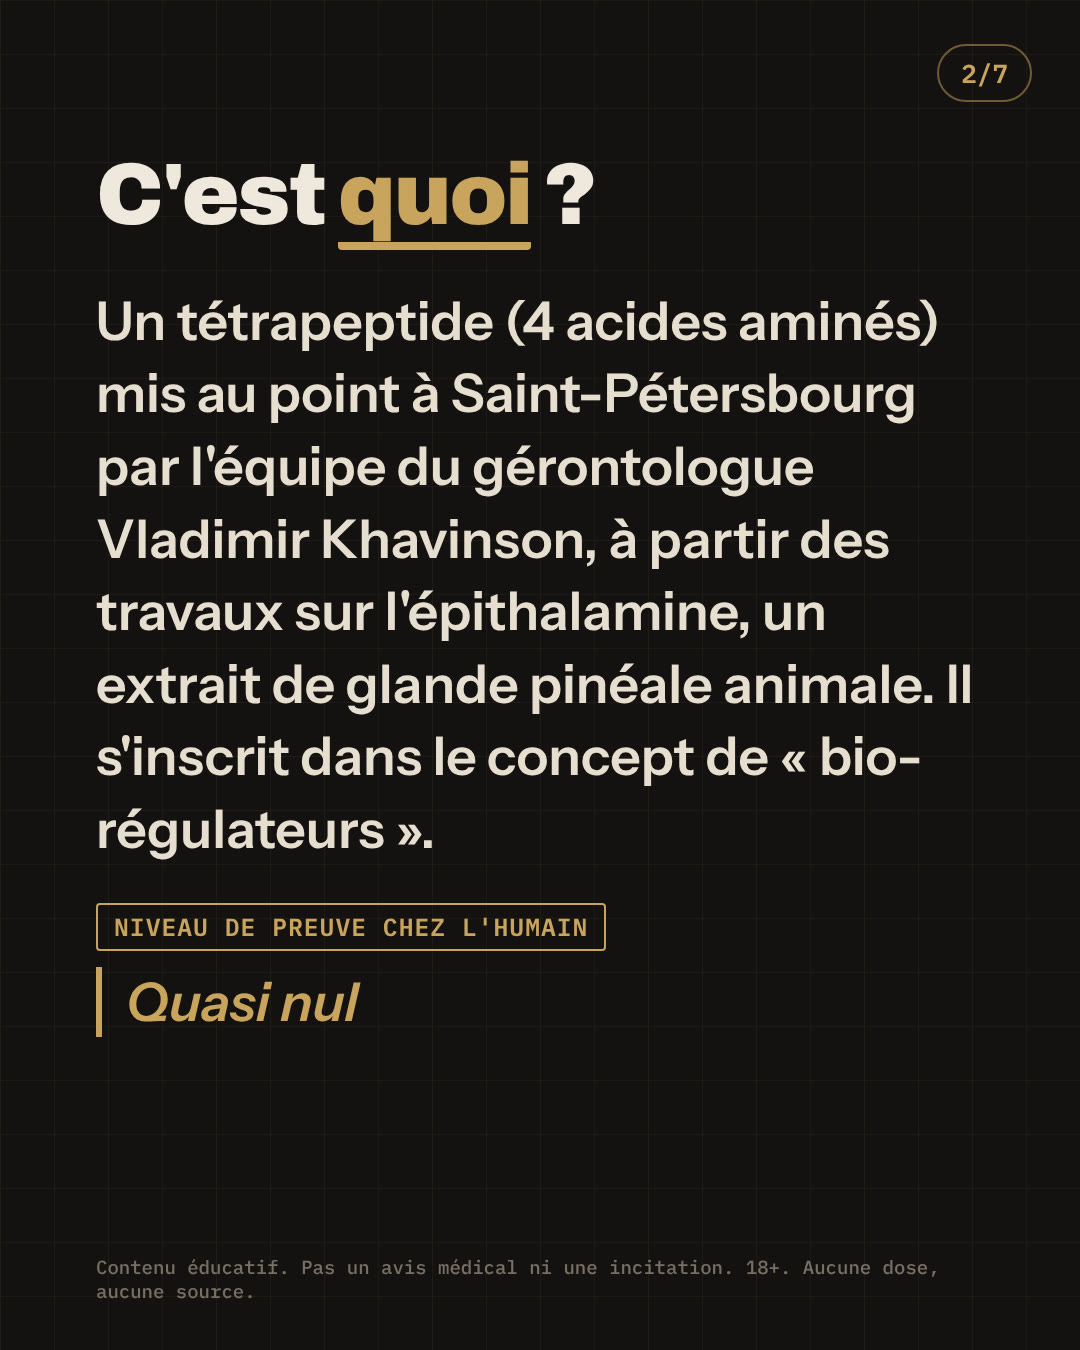 2/7
C'est quoi ?
Un tétrapeptide (4 acides aminés)
mis au point à Saint-Pétersbourg
par l'équipe du gérontologue
Vladimir Khavinson, à partir des
travaux sur l'épithalamine, un
extrait de glande pinéale animale. Il
s'inscrit dans le concept de « bio-
régulateurs ».
NIVEAU DE PREUVE CHEZ L'HUMAIN
Quasi nul
Contenu éducatif. Pas un avis médical ni une incitation. 18+. Aucune dose,
aucune source.